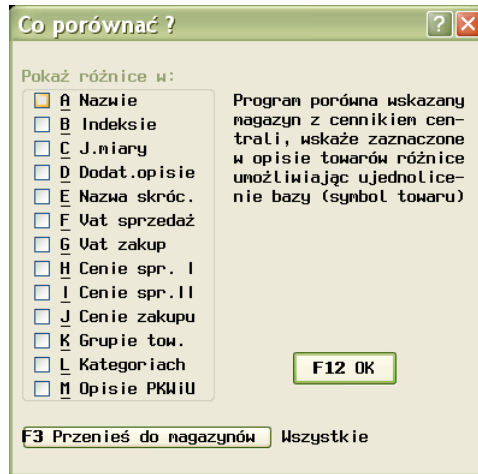 Co porównać ?
Pokaż różnice w:
A Nazwie
B Indeksie
C J.miary
D Dodat.opisie
E Nazwa skróc.
F Vat sprzedaż
G Vat zakup
H Cenie spr. I
I Cenie spr.II
J Cenie zakupu
K Grupie tow.
L Kategoriach
M Opisie PKWiU
Program porówna wskazany
magazyn z cennikiem cen-
trali, wskaże zaznaczone
w opisie towarów różnice
umożliwiając ujednolice-
nie bazy (symbol towaru)
F12 OK
F3 Przenieś do magazynów Wszystkie